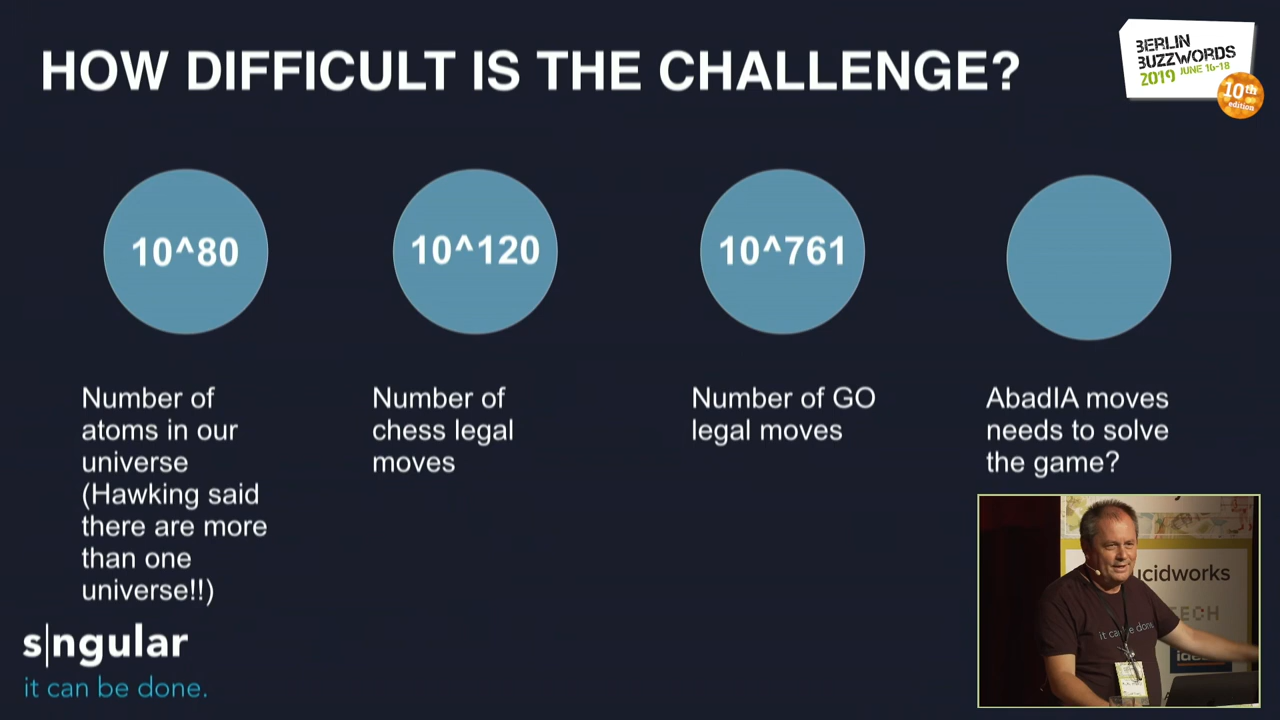 HOW DIFFICULT IS THE CHALLENGE?
BERLIN
BUZZWORDS
2019 JUNE 16-18
10th
edition
10^80
10^120
10^761
Number of
atoms in our
universe
(Hawking said
there are more
than one
universe!!)
Number of
chess legal
moves
Number of GO
legal moves
AbadIA moves
needs to solve
the game?
ucidworks
ECH
it can be done.
s|ngular
it can be done.